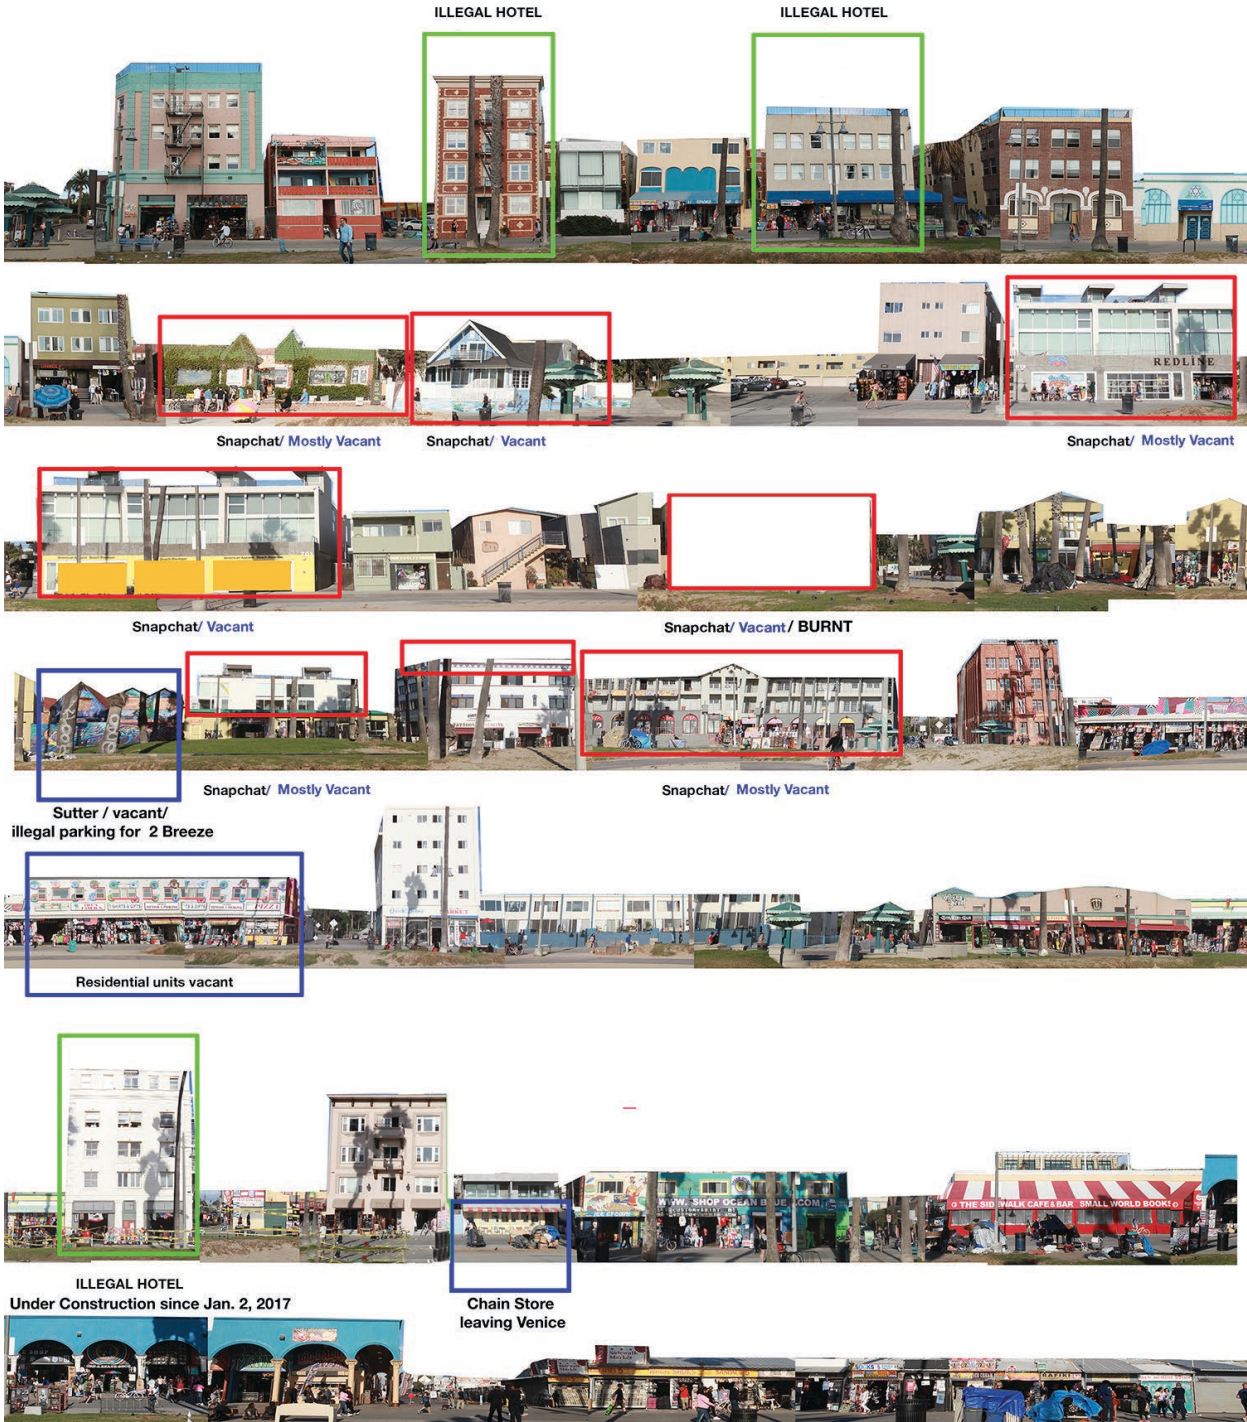 ILLEGAL HOTEL
ILLEGAL HOTEL
REDLINE
Snapchat/ Mostly Vacant
Snapchat/ Vacant
Snapchat/ Mostly Vacant
Snapchat/ Vacant
Snapchat/ Vacant/ BURNT
Snapchat/ Mostly Vacant
Snapchat/ Mostly Vacant
Sutter / vacant/
illegal parking for 2 Breeze
PIZZA
MARKET
Residential units vacant
WWW. SHOP OCEAN BLUE .COM
THE SIDEWALK CAFE & BAR SMALL WORLD BOOKS
ILLEGAL HOTEL
Under Construction since Jan. 2, 2017
Chain Store
leaving Venice